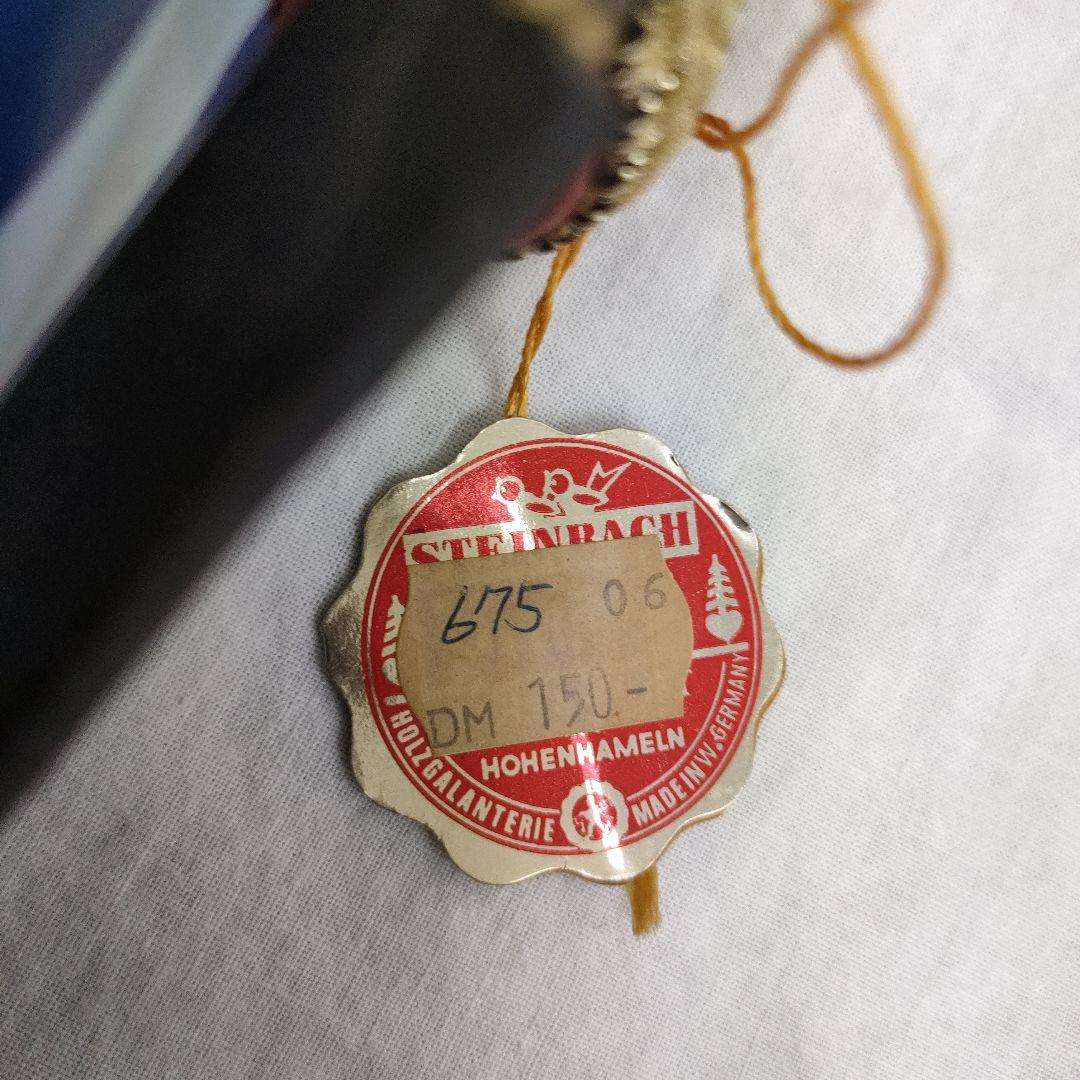 STEINBACH
675 06
DM 150.-
HOHENHAMELN
HOLZGALANTERIE
MADE IN W. GERMANY